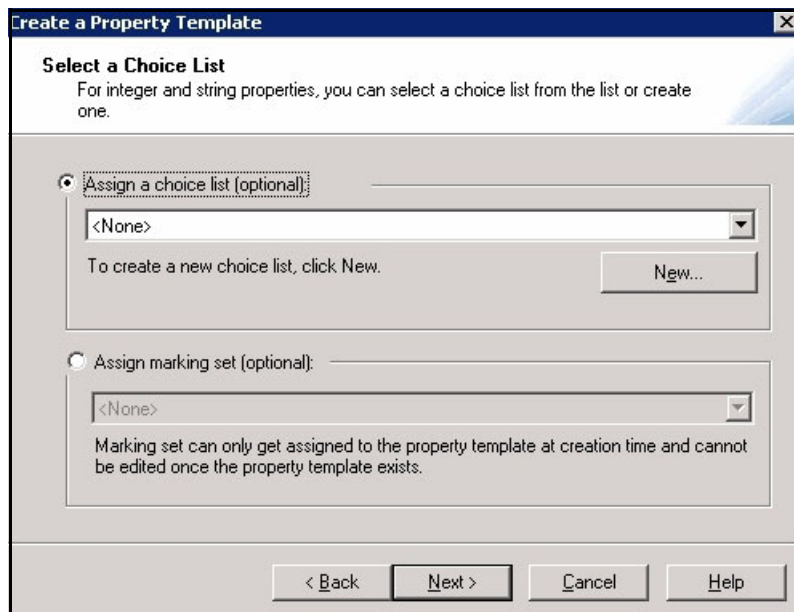 Create a Property Template
Select a Choice List
For integer and string properties, you can select a choice list from the list or create
one.
Assign a choice list (optional):
<None>
To create a new choice list, click New.
New...
Assign marking set (optional):
<None>
Marking set can only get assigned to the property template at creation time and cannot
be edited once the property template exists.
< Back
Next >
Cancel
Help